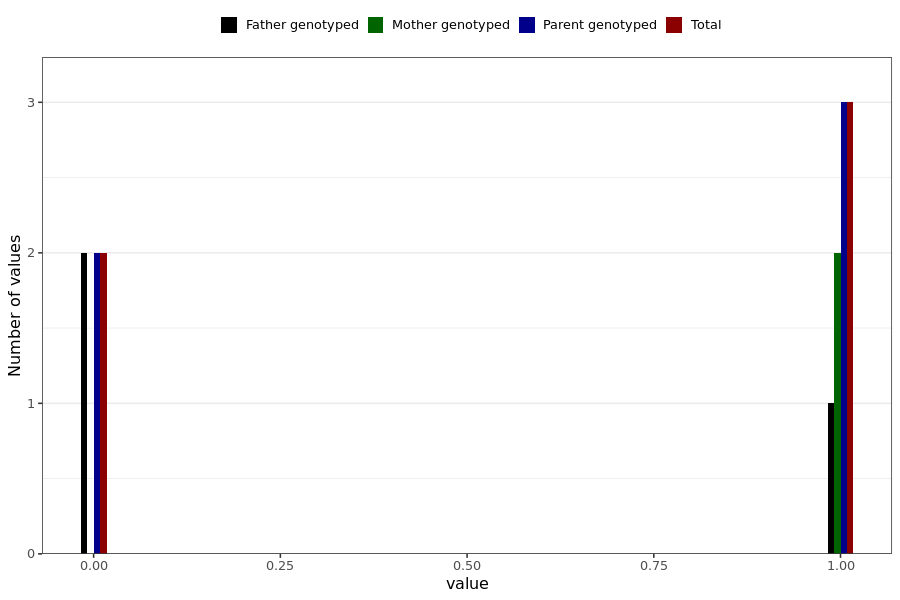 Father genotyped Mother genotyped Parent genotyped Total
Number of values
3
2
1
0
0.00 0.25 0.50 0.75 1.00
value